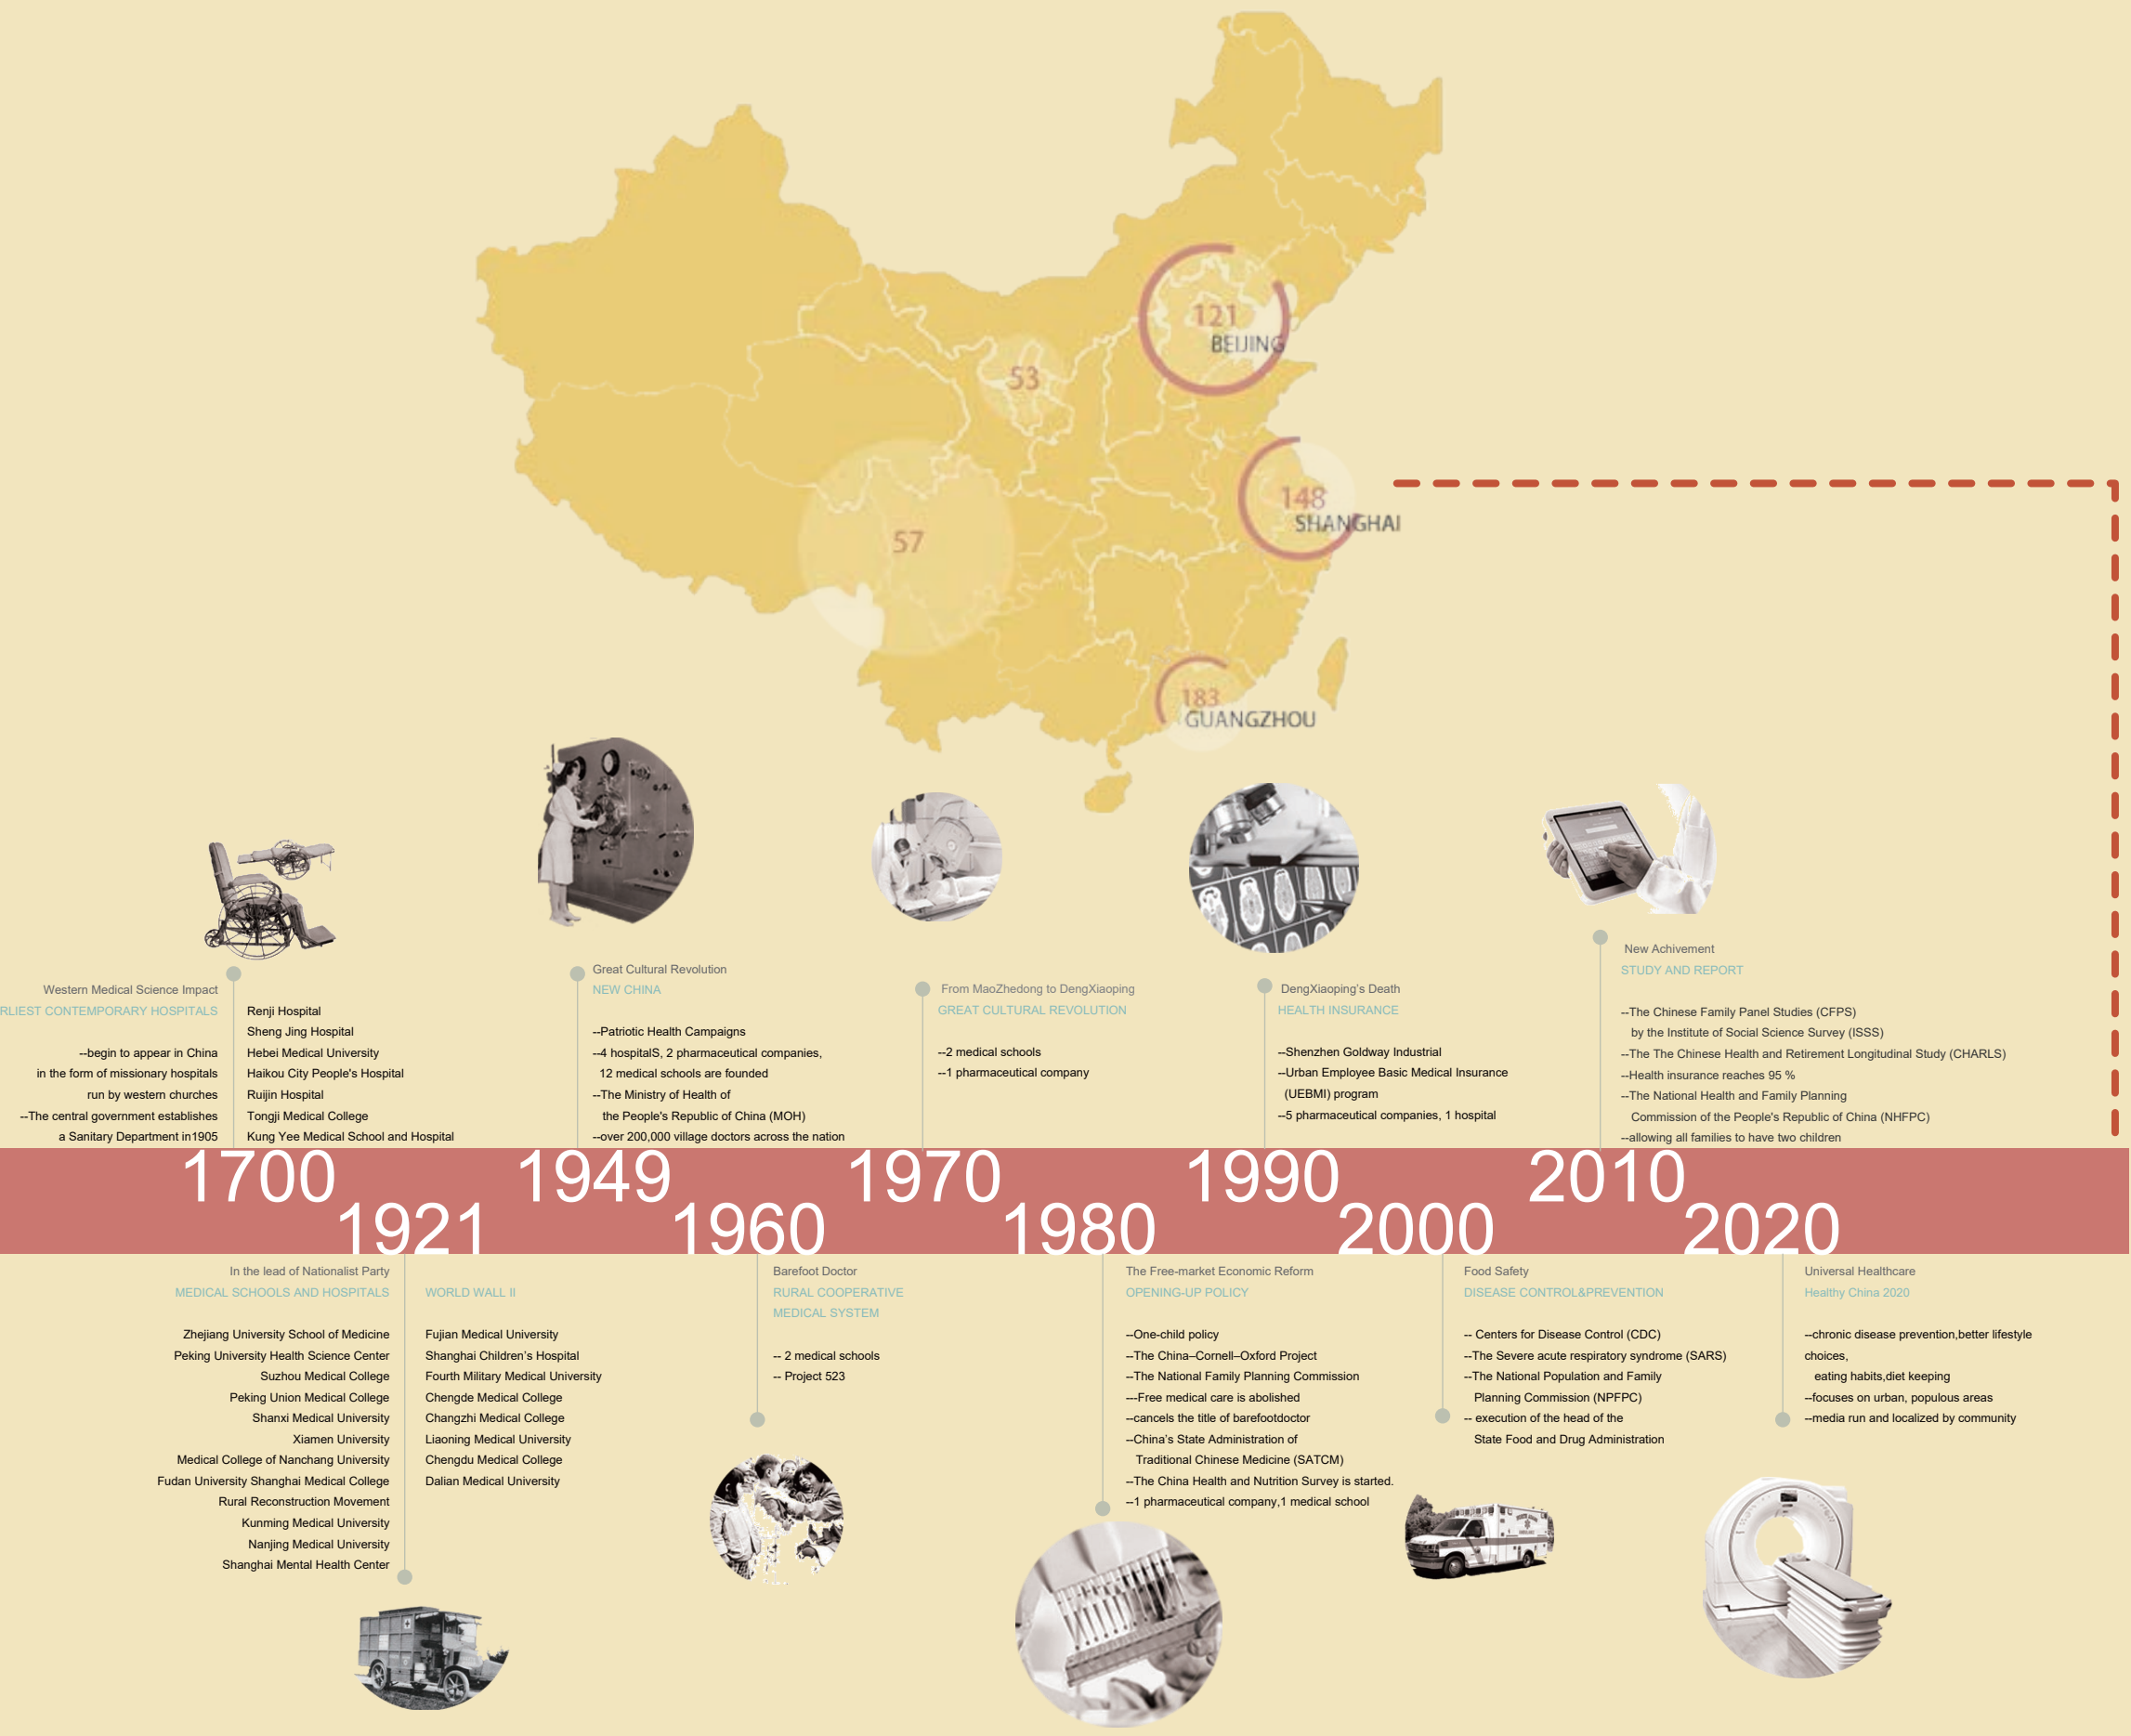 121
BEIJING
53
148
SHANGHAI
57
183
GUANGZHOU
Western Medical Science Impact
RLIEST CONTEMPORARY HOSPITALS
--begin to appear in China
in the form of missionary hospitals
run by western churches
--The central government establishes
a Sanitary Department in1905
Renji Hospital
Sheng Jing Hospital
Hebei Medical University
Haikou City People's Hospital
Ruijin Hospital
Tongji Medical College
Kung Yee Medical School and Hospital
Great Cultural Revolution
NEW CHINA
--Patriotic Health Campaigns
--4 hospitalS, 2 pharmaceutical companies,
12 medical schools are founded
--The Ministry of Health of
the People's Republic of China (MOH)
--over 200,000 village doctors across the nation
From MaoZhedong to DengXiaoping
GREAT CULTURAL REVOLUTION
--2 medical schools
--1 pharmaceutical company
DengXiaoping's Death
HEALTH INSURANCE
--Shenzhen Goldway Industrial
--Urban Employee Basic Medical Insurance
(UEBMI) program
--5 pharmaceutical companies, 1 hospital
New Achivement
STUDY AND REPORT
--The Chinese Family Panel Studies (CFPS)
by the Institute of Social Science Survey (ISSS)
--The The Chinese Health and Retirement Longitudinal Study (CHARLS)
--Health insurance reaches 95 %
--The National Health and Family Planning
Commission of the People's Republic of China (NHFPC)
--allowing all families to have two children
1700
1949
1970
1990
2010
1921
1960
1980
2000
2020
In the lead of Nationalist Party
MEDICAL SCHOOLS AND HOSPITALS
Zhejiang University School of Medicine
Peking University Health Science Center
Suzhou Medical College
Peking Union Medical College
Shanxi Medical University
Xiamen University
Medical College of Nanchang University
Fudan University Shanghai Medical College
Rural Reconstruction Movement
Kunming Medical University
Nanjing Medical University
Shanghai Mental Health Center
WORLD WALL II
Fujian Medical University
Shanghai Children's Hospital
Fourth Military Medical University
Chengde Medical College
Changzhi Medical College
Liaoning Medical University
Chengdu Medical College
Dalian Medical University
Barefoot Doctor
RURAL COOPERATIVE
MEDICAL SYSTEM
-- 2 medical schools
-- Project 523
The Free-market Economic Reform
OPENING-UP POLICY
--One-child policy
--The China–Cornell–Oxford Project
--The National Family Planning Commission
---Free medical care is abolished
--cancels the title of barefootdoctor
--China's State Administration of
Traditional Chinese Medicine (SATCM)
--The China Health and Nutrition Survey is started.
--1 pharmaceutical company,1 medical school
Food Safety
DISEASE CONTROL&PREVENTION
-- Centers for Disease Control (CDC)
--The Severe acute respiratory syndrome (SARS)
--The National Population and Family
Planning Commission (NPFPC)
-- execution of the head of the
State Food and Drug Administration
Universal Healthcare
Healthy China 2020
--chronic disease prevention,better lifestyle
choices,
eating habits,diet keeping
--focuses on urban, populous areas
--media run and localized by community